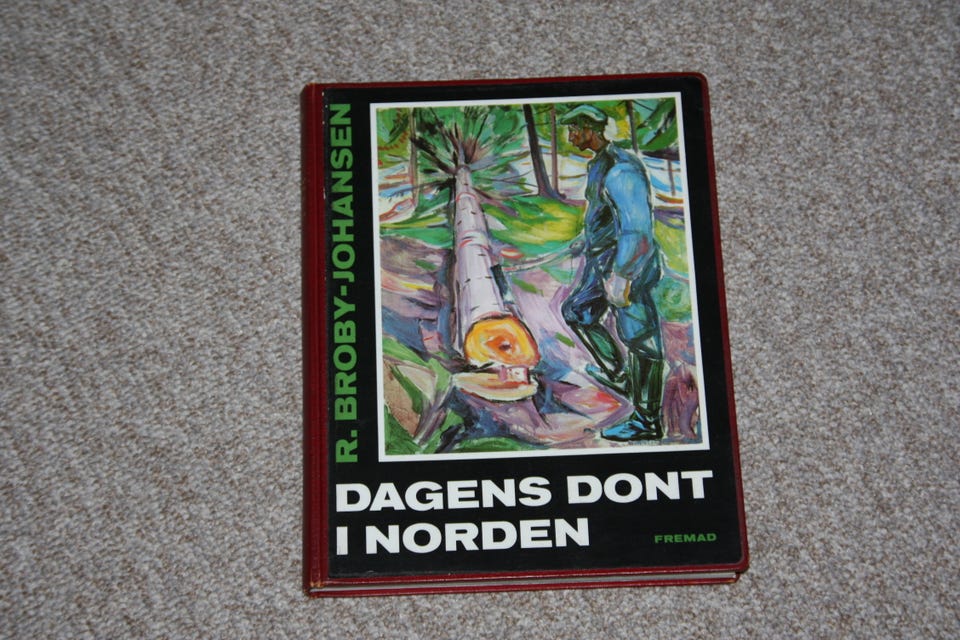 R. BROBY-JOHANSEN
DAGENS DONT
I NORDEN
FREMAD